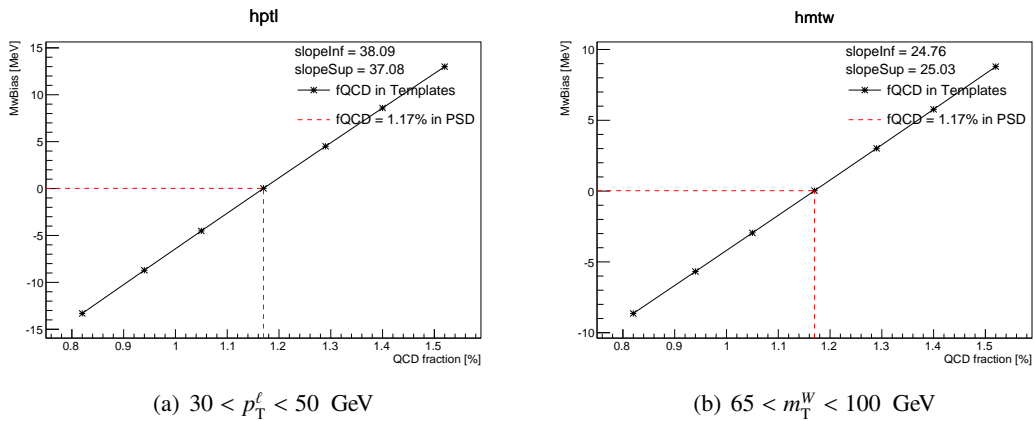 hptl
MwBias [MeV]
15
10
5
0
-5
-10
-15
slopeInf = 38.09
slopeSup = 37.08
fQCD in Templates
fQCD = 1.17% in PSD
0.8 0.9 1 1.1 1.2 1.3 1.4 1.5
QCD fraction [%]
(a) 30 < p_T^ℓ < 50 GeV
hmtw
MwBias [MeV]
10
5
0
-5
-10
slopeInf = 24.76
slopeSup = 25.03
fQCD in Templates
fQCD = 1.17% in PSD
0.8 0.9 1 1.1 1.2 1.3 1.4 1.5
QCD fraction [%]
(b) 65 < m_T^W < 100 GeV